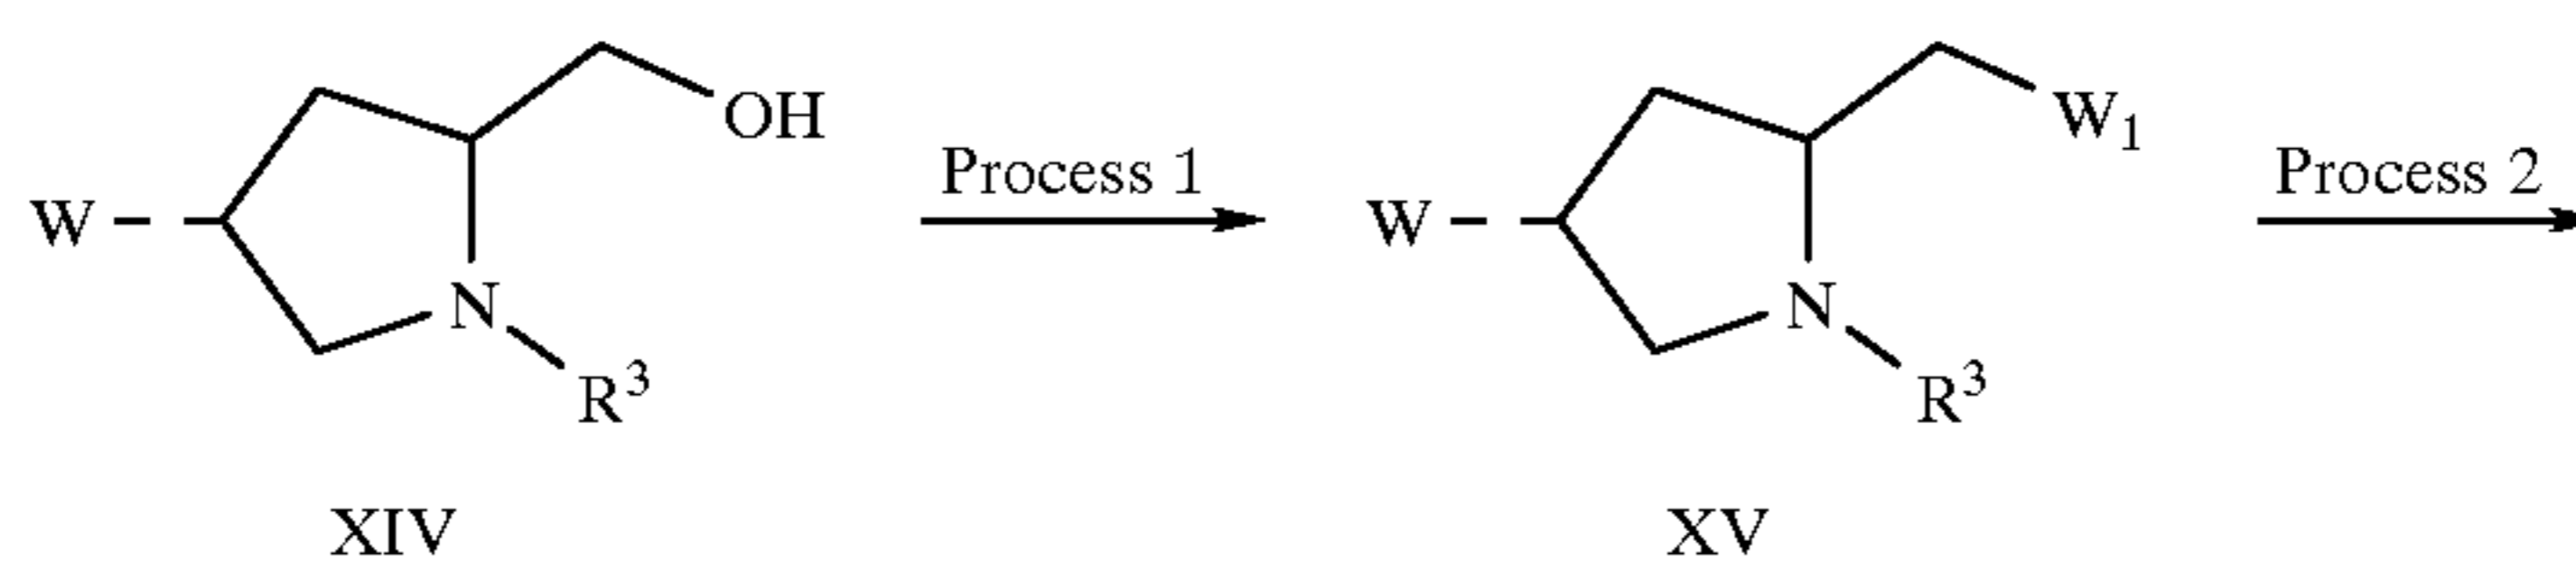 OH
W1
Process 1
Process 2
W
W
N
N
R3
R3
XIV
XV